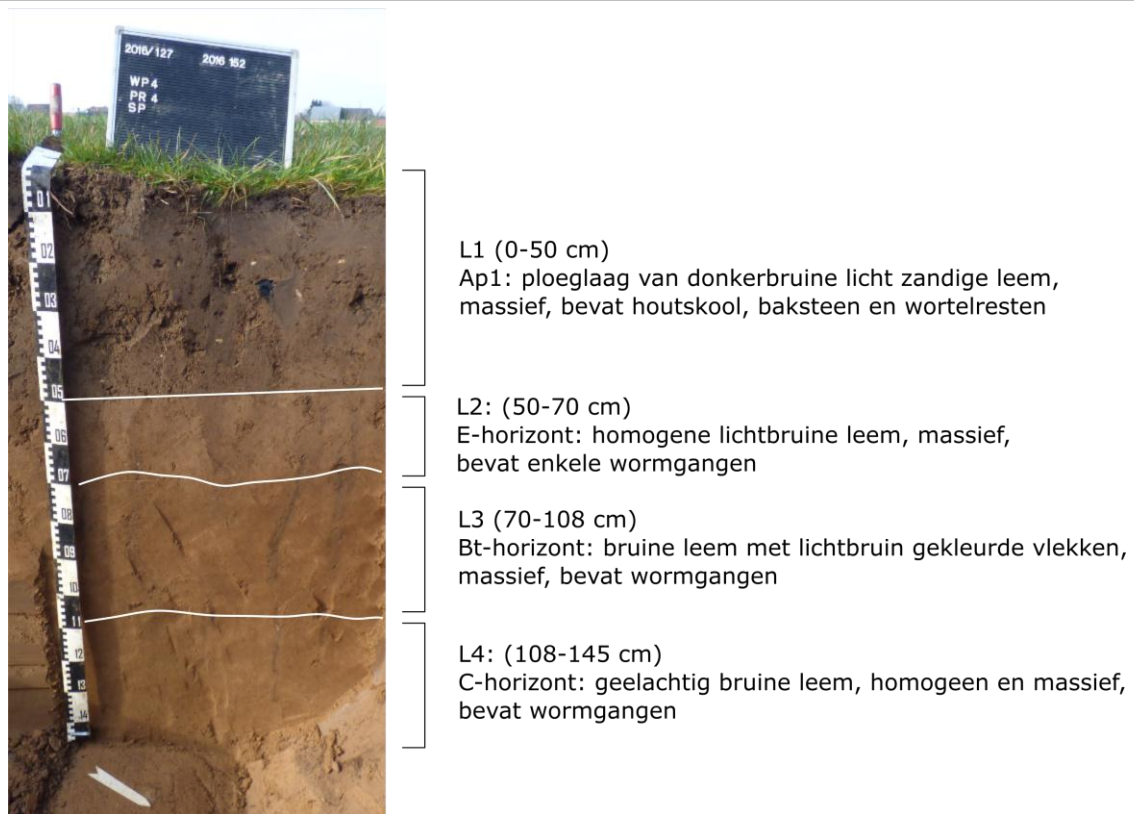 2016/127 2016 152
WP4
PR 4
SP
01
02
03
04
05
06
07
08
09
10
11
12
13
14
L1 (0-50 cm)
Ap1: ploeglaag van donkerbruine licht zandige leem,
massief, bevat houtskool, baksteen en wortelresten
L2: (50-70 cm)
E-horizont: homogene lichtbruine leem, massief,
bevat enkele wormgangen
L3 (70-108 cm)
Bt-horizont: bruine leem met lichtbruin gekleurde vlekken,
massief, bevat wormgangen
L4: (108-145 cm)
C-horizont: geelachtig bruine leem, homogeen en massief,
bevat wormgangen